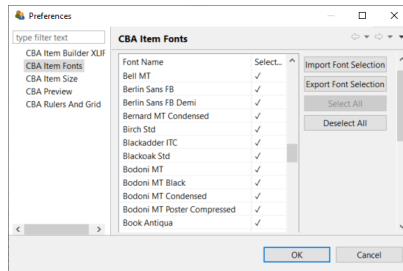 Preferences
type filter text
CBA Item Builder XLIF
CBA Item Fonts
CBA Item Size
CBA Preview
CBA Rulers And Grid
CBA Item Fonts
Font Name Select...
Bell MT ✓
Berlin Sans FB ✓
Berlin Sans FB Demi ✓
Bernard MT Condensed ✓
Birch Std ✓
Blackadder ITC ✓
Blackoak Std ✓
Bodoni MT ✓
Bodoni MT Black ✓
Bodoni MT Condensed ✓
Bodoni MT Poster Compressed ✓
Book Antiqua ✓
Import Font Selection
Export Font Selection
Select All
Deselect All
OK
Cancel